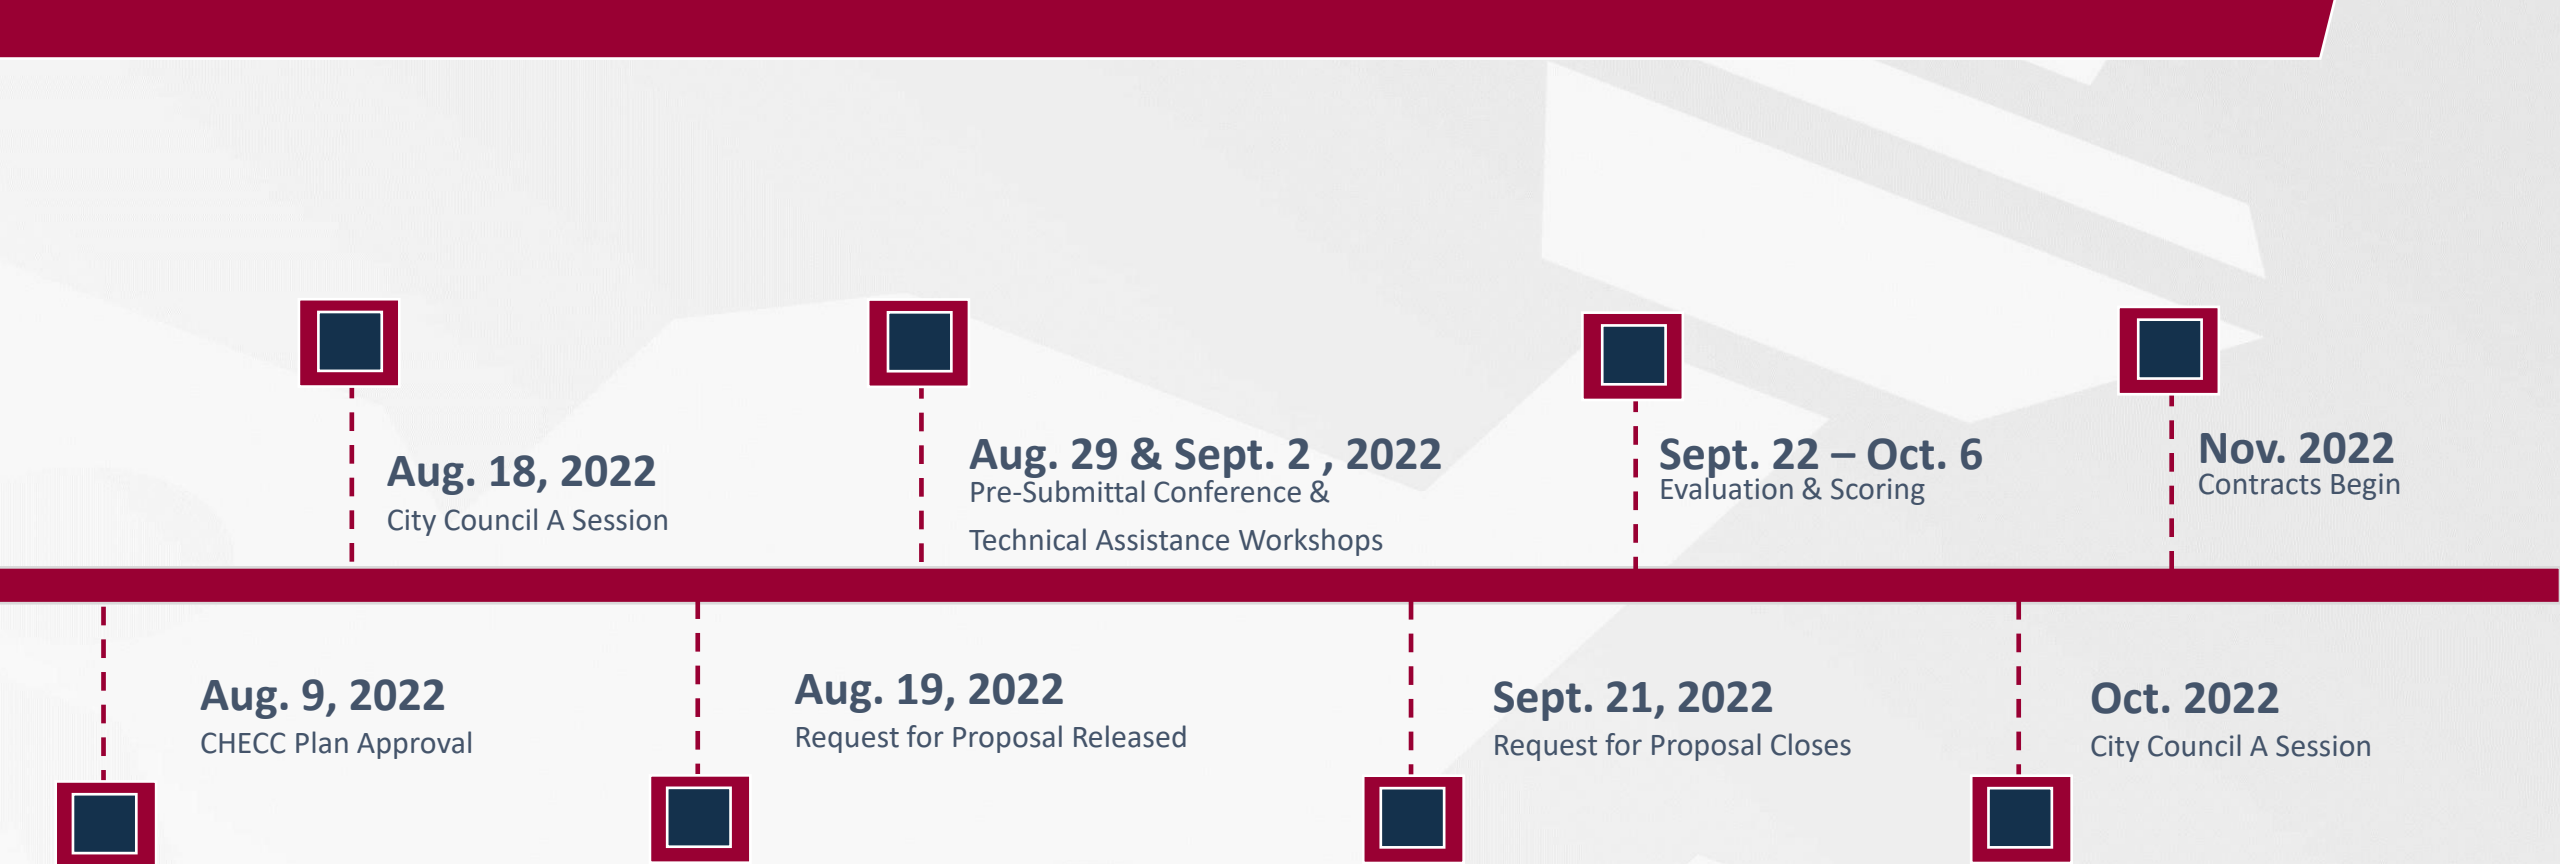 Aug. 18, 2022
City Council A Session
Aug. 29 & Sept. 2 , 2022
Pre-Submittal Conference &
Technical Assistance Workshops
Sept. 22 – Oct. 6
Evaluation & Scoring
Nov. 2022
Contracts Begin
Aug. 9, 2022
CHECC Plan Approval
Aug. 19, 2022
Request for Proposal Released
Sept. 21, 2022
Request for Proposal Closes
Oct. 2022
City Council A Session